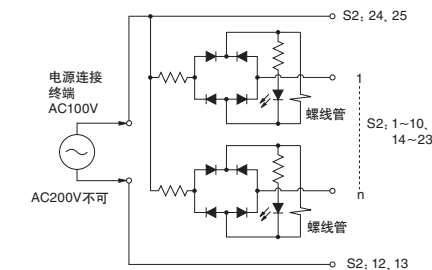 S2; 24、25
电源连接
终端
AC100V
1
螺线管
S2; 1~10、
14~23
AC200V不可
n
螺线管
S2; 12、13